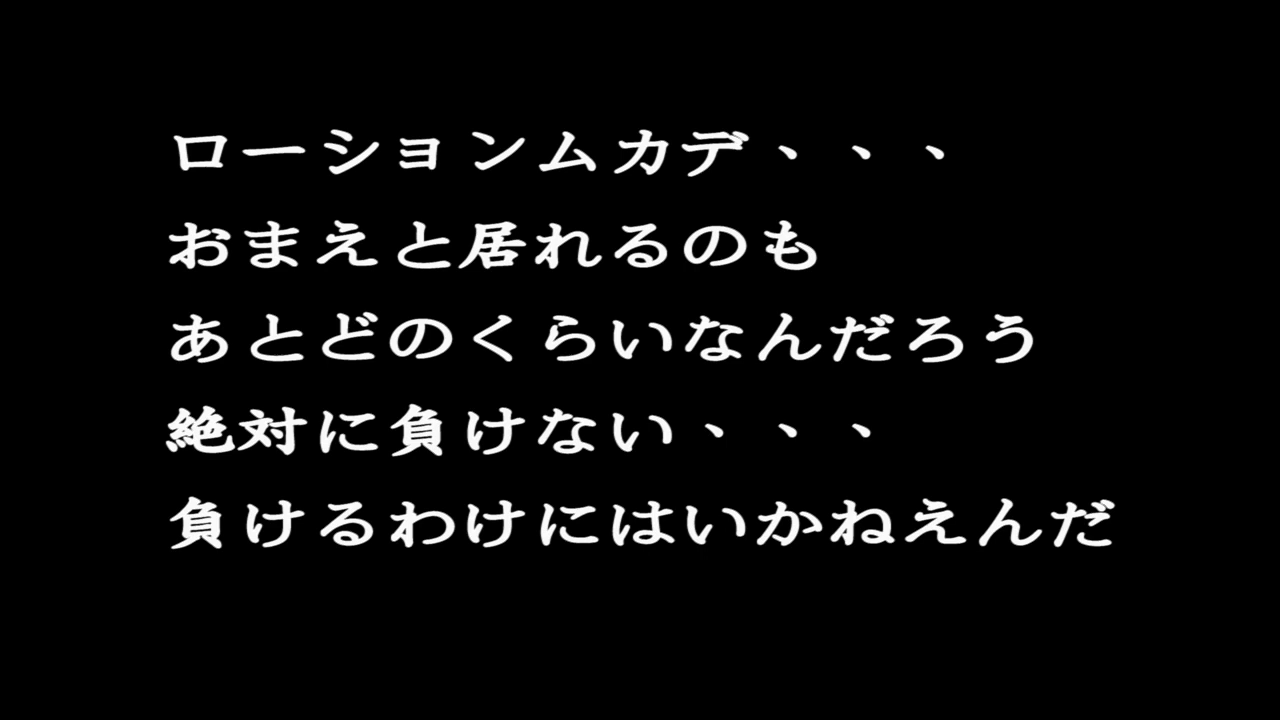 ローションムカデ、、、
おまえと居れるのも
あとどのくらいなんだろう
絶対に負けない、、、
負けるわけにはいかねえんだ